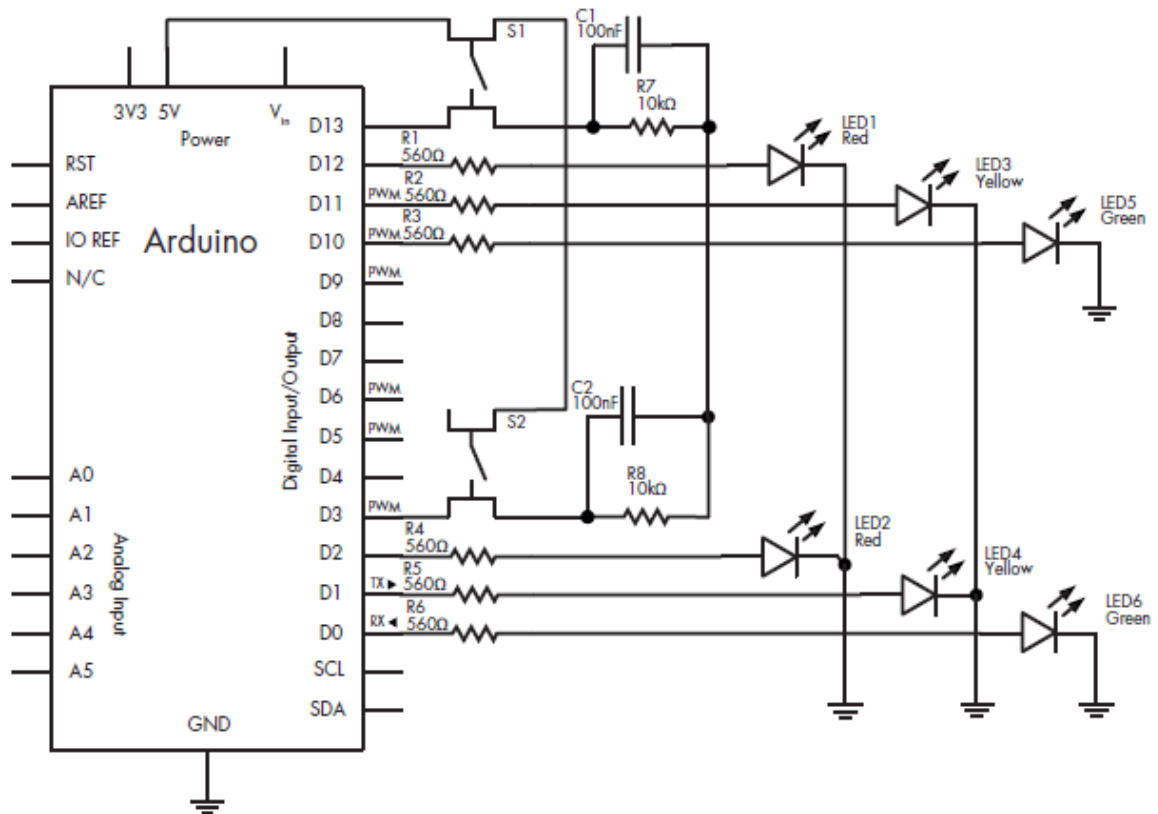 C1
100nF
S1
R7
10kΩ
3V3 5V
Vin
Power
D13
LED1
Red
R1
560Ω
RST
D12
LED3
Yellow
R2
AREF
D11
PWM
560Ω
LED5
Green
R3
IO REF
Arduino
D10
PWM
560Ω
N/C
D9
PWM
D8
D7
Digital Input/Output
D6
PWM
C2
100nF
S2
D5
PWM
A0
D4
R8
10kΩ
A1
D3
PWM
Analog Input
R4
560Ω
LED2
Red
A2
D2
R5
LED4
Yellow
A3
D1
TX ►
560Ω
R6
LED6
Green
A4
D0
RX ◄
560Ω
A5
SCL
SDA
GND